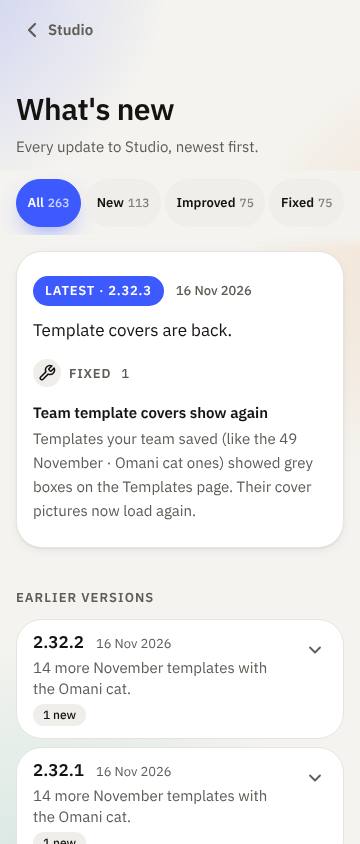 Studio
What's new
Every update to Studio, newest first.
All 263 New 113 Improved 75 Fixed 75
LATEST · 2.32.3 16 Nov 2026
Template covers are back.
FIXED 1
Team template covers show again
Templates your team saved (like the 49
November · Omani cat ones) showed grey
boxes on the Templates page. Their cover
pictures now load again.
EARLIER VERSIONS
2.32.2 16 Nov 2026
14 more November templates with
the Omani cat.
1 new
2.32.1 16 Nov 2026
14 more November templates with
the Omani cat.
1 new